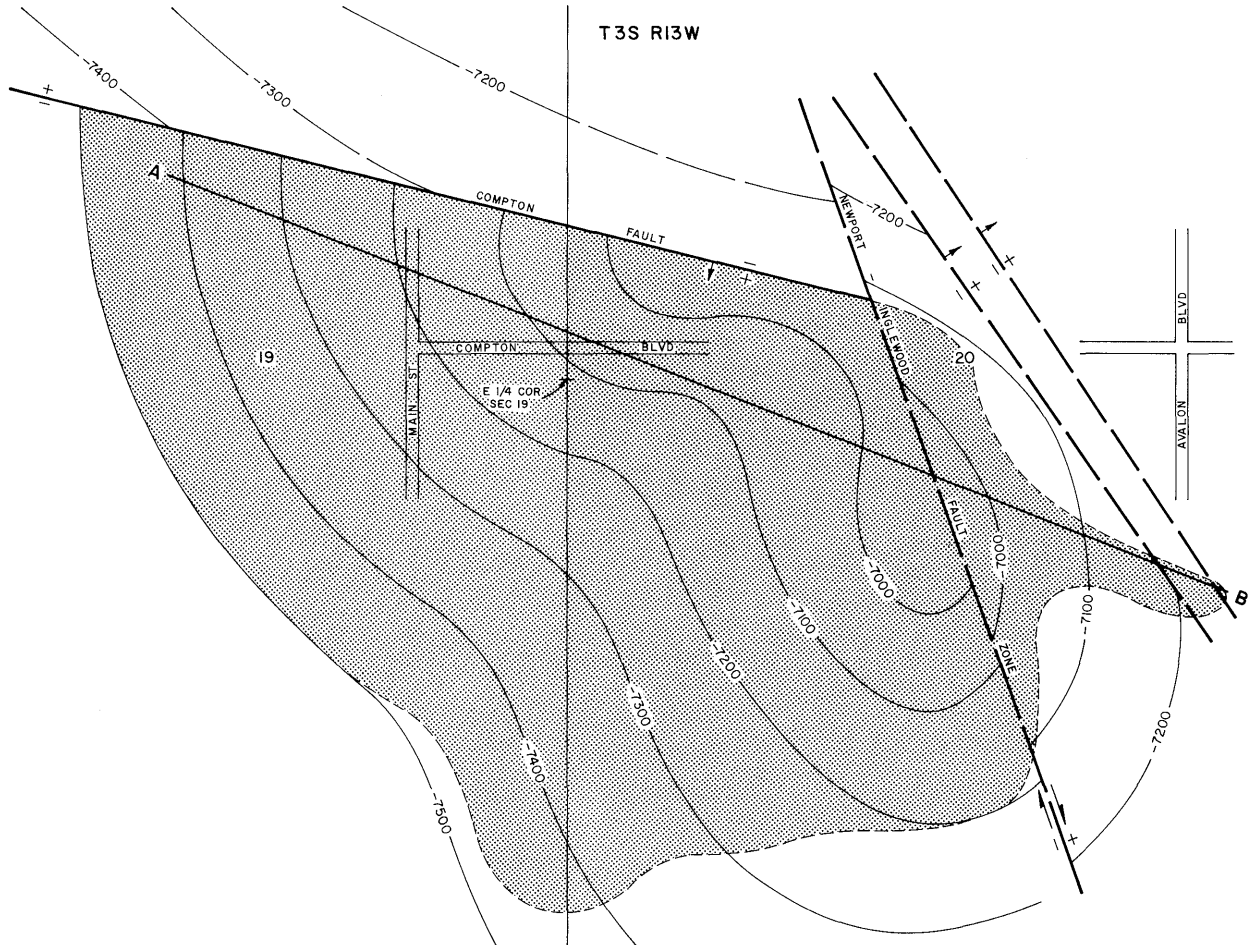 T3S R13W
-7400
-7300
-7200
+
–
A
COMPTON
FAULT
–
+
NEWPORT
-7200
–
+
–
+
–
INGLEWOOD
20
19
COMPTON BLVD
MAIN ST.
E 1/4 COR
SEC 19
BLVD
AVALON
FAULT
-7000
-7000
-7100
-7100
B
ZONE
-7200
-7300
-7200
-7400
-7500
–
+